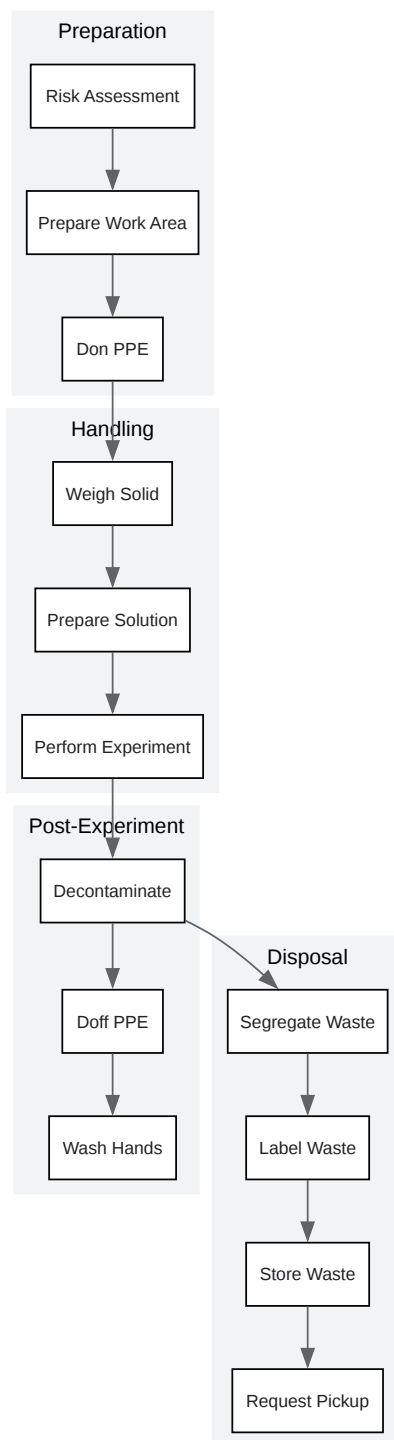 Preparation
Risk Assessment
Prepare Work Area
Don PPE
Handling
Weigh Solid
Prepare Solution
Perform Experiment
Post-Experiment
Decontaminate
Doff PPE
Wash Hands
Disposal
Segregate Waste
Label Waste
Store Waste
Request Pickup